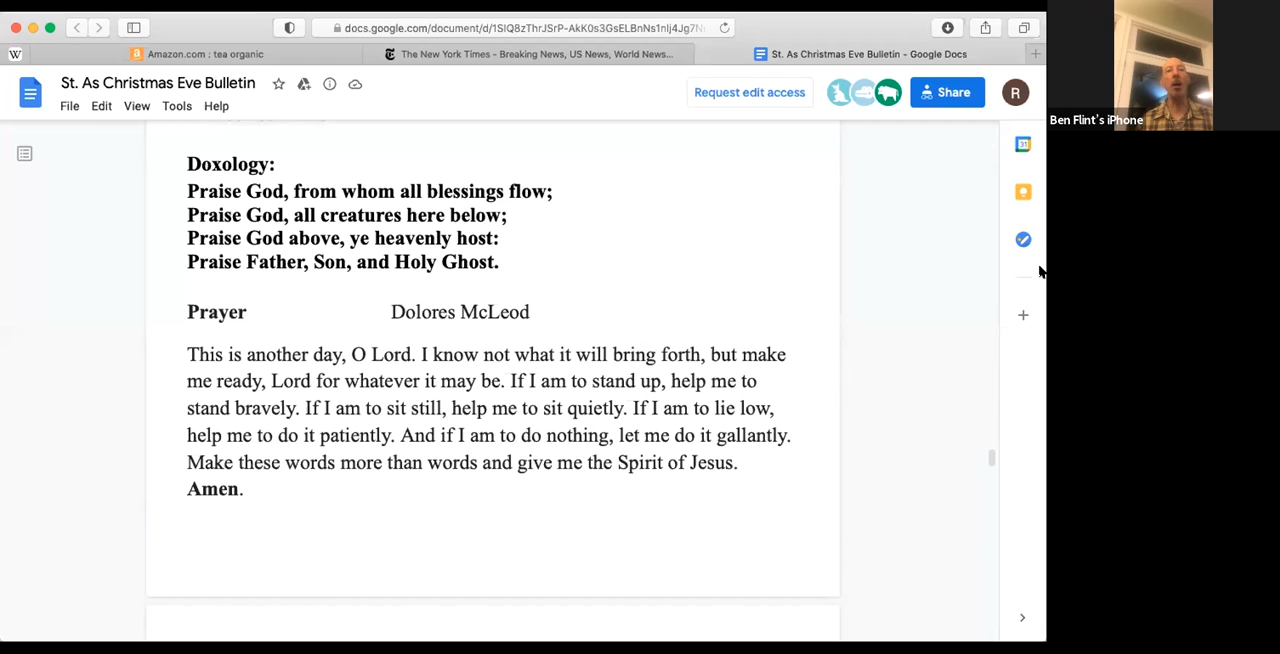 docs.google.com/document/d/1SlQ8zThrJSrP-AkK0s3GsELBnNs1nlj4Jg7N
W
Amazon.com : tea organic
The New York Times - Breaking News, US News, World News...
St. As Christmas Eve Bulletin - Google Docs
St. As Christmas Eve Bulletin
File Edit View Tools Help
Request edit access
Share
R
Ben Flint's iPhone
31
Doxology:
Praise God, from whom all blessings flow;
Praise God, all creatures here below;
Praise God above, ye heavenly host:
Praise Father, Son, and Holy Ghost.
Prayer Dolores McLeod
This is another day, O Lord. I know not what it will bring forth, but make
me ready, Lord for whatever it may be. If I am to stand up, help me to
stand bravely. If I am to sit still, help me to sit quietly. If I am to lie low,
help me to do it patiently. And if I am to do nothing, let me do it gallantly.
Make these words more than words and give me the Spirit of Jesus.
Amen.